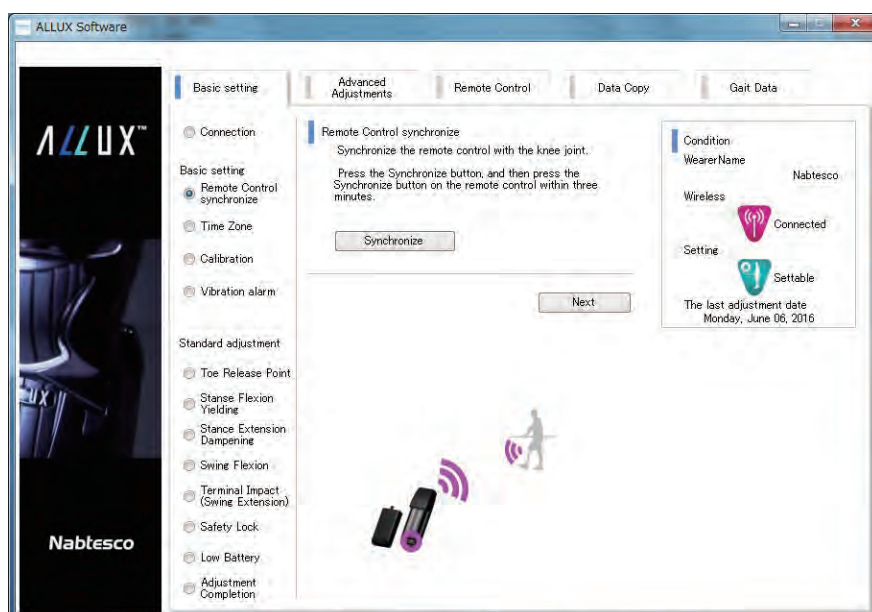 ALLUX Software
ALLUX™
Nabtesco
Basic setting
Advanced
Adjustments
Remote Control
Data Copy
Gait Data
Connection
Basic setting
Remote Control
synchronize
Time Zone
Calibration
Vibration alarm
Standard adjustment
Toe Release Point
Stanse Flexion
Yielding
Stance Extension
Dampening
Swing Flexion
Terminal Impact
(Swing Extension)
Safety Lock
Low Battery
Adjustment
Completion
Remote Control synchronize
Synchronize the remote control with the knee joint.
Press the Synchronize button, and then press the
Synchronize button on the remote control within three
minutes.
Synchronize
Next
Condition
WearerName
Nabtesco
Wireless
Connected
Setting
Settable
The last adjustment date
Monday, June 06, 2016